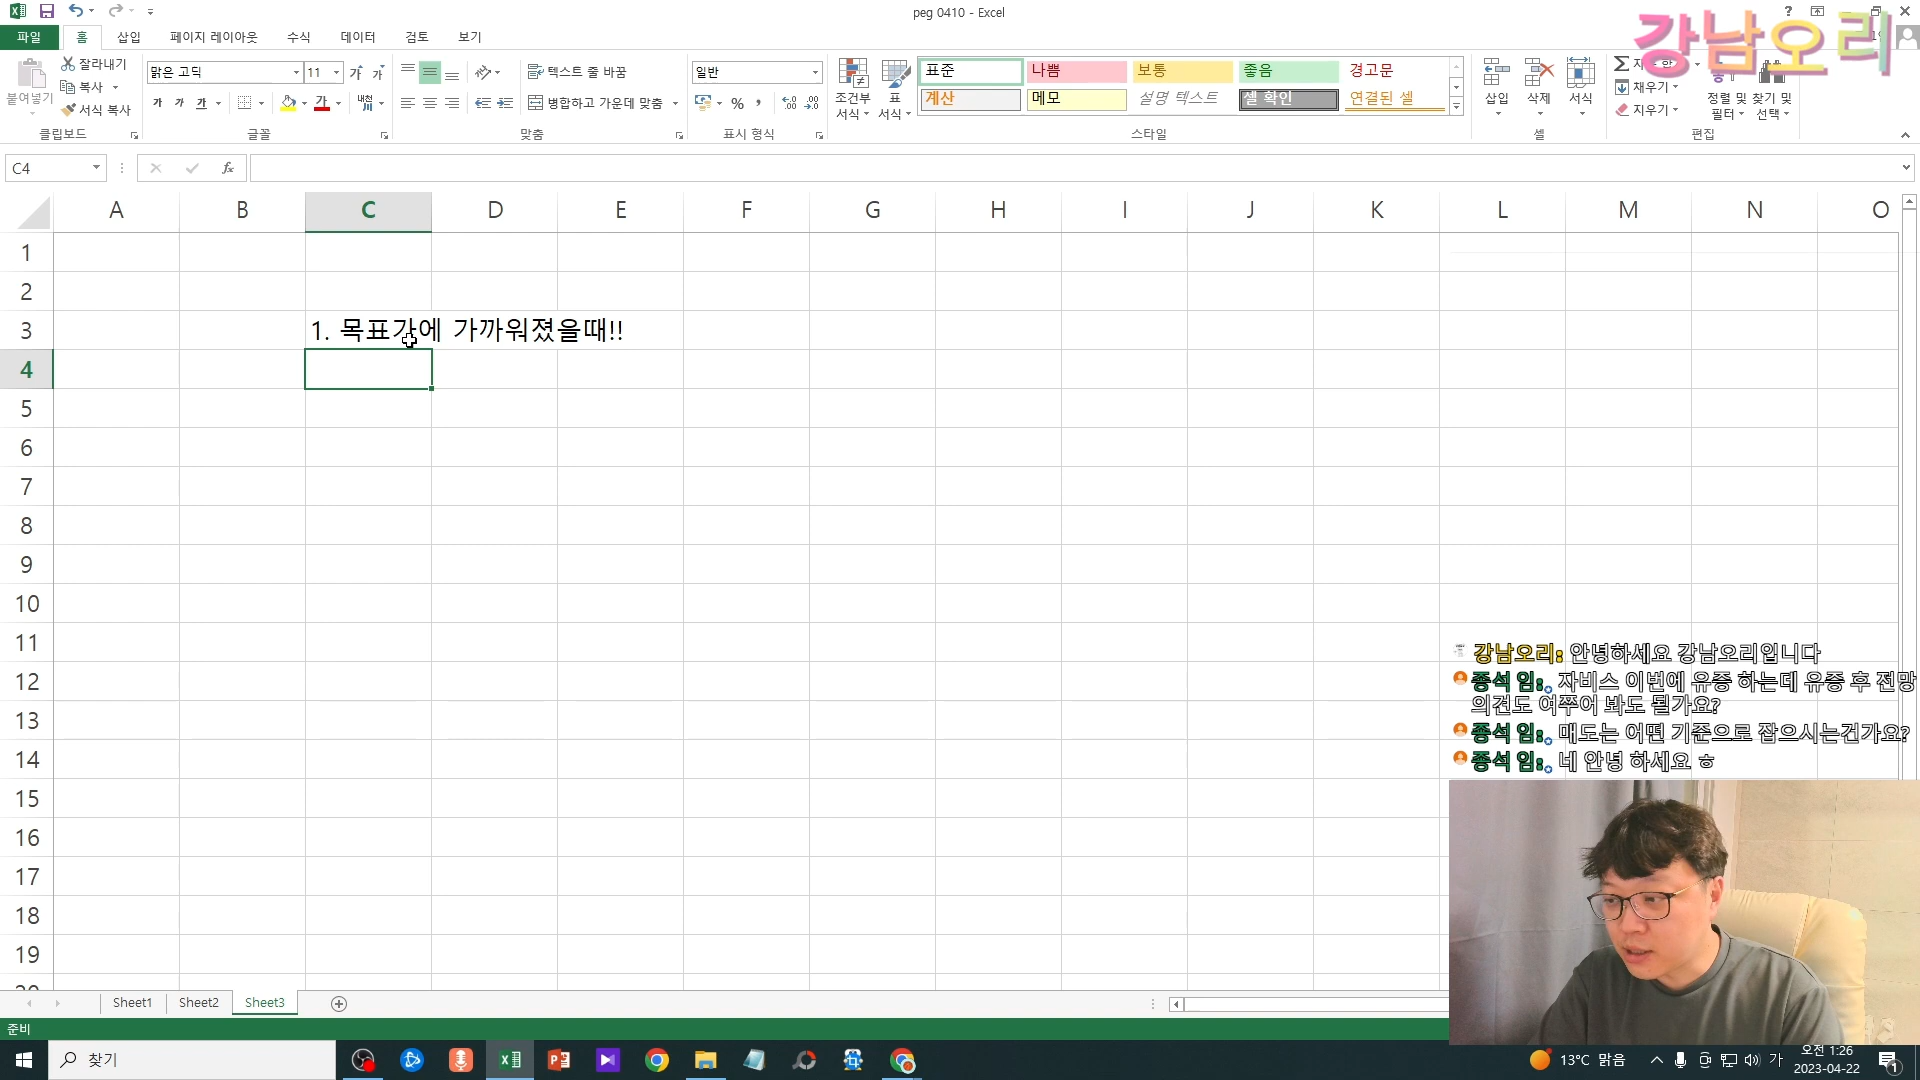 peg 0410 - Excel
강남오리
파일 홈 삽입 페이지 레이아웃 수식 데이터 검토 보기
붙여넣기
잘라내기
복사
서식 복사
클립보드
맑은 고딕 11
가 가 가
글꼴
텍스트 줄 바꿈
병합하고 가운데 맞춤
맞춤
일반
% ,
표시 형식
조건부 서식
표 서식
표준 나쁨 보통 좋음 경고문
계산 메모 설명 텍스트 셀 확인 연결된 셀
스타일
삽입 삭제 서식
셀
채우기
지우기
정렬 및 필터
찾기 및 선택
편집
C4
fx
A B C D E F G H I J K L M N O
1
2
3
1. 목표가에 가까워졌을때!!
4
5
6
7
8
9
10
11
12
13
14
15
16
17
18
19
강남오리: 안녕하세요 강남오리입니다
종석 임: 자비스 이번에 유증 하는데 유증 후 전망
의견도 여쭈어 봐도 될가요?
종석 임: 매도는 어떤 기준으로 잡으시는건가요?
종석 임: 네 안녕 하세요 ㅎ
Sheet1 Sheet2 Sheet3
준비
찾기
13°C 맑음
가
오전 1:26
2023-04-22
1